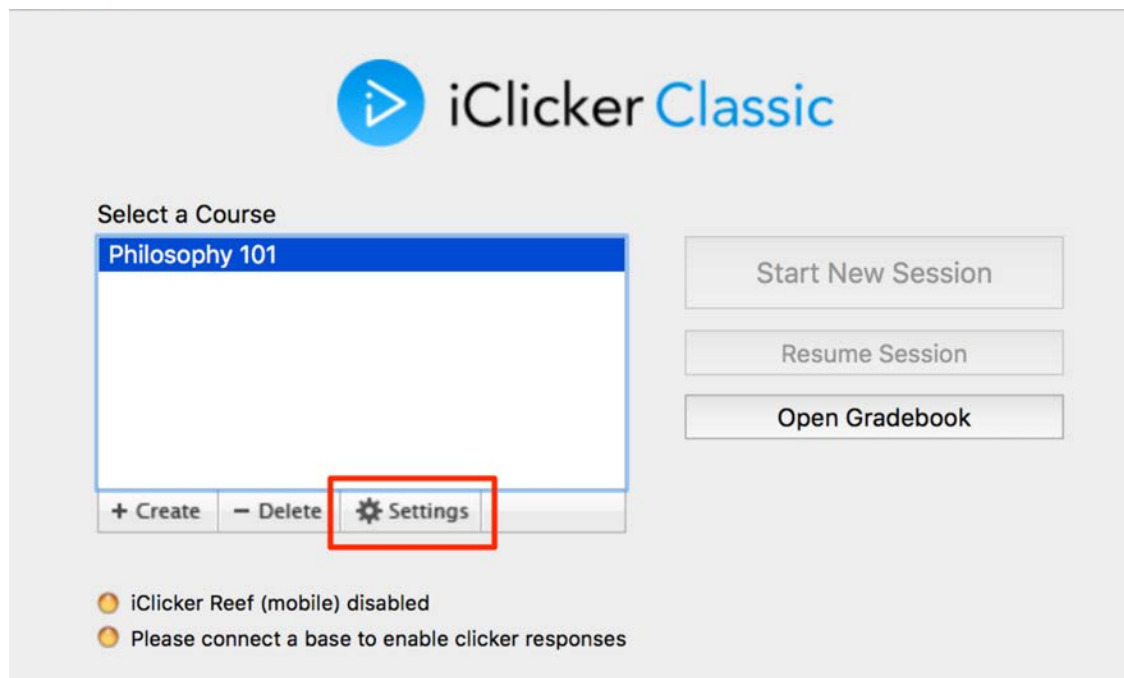 iClicker Classic
Select a Course
Philosophy 101
Start New Session
Resume Session
Open Gradebook
+ Create − Delete Settings
iClicker Reef (mobile) disabled
Please connect a base to enable clicker responses